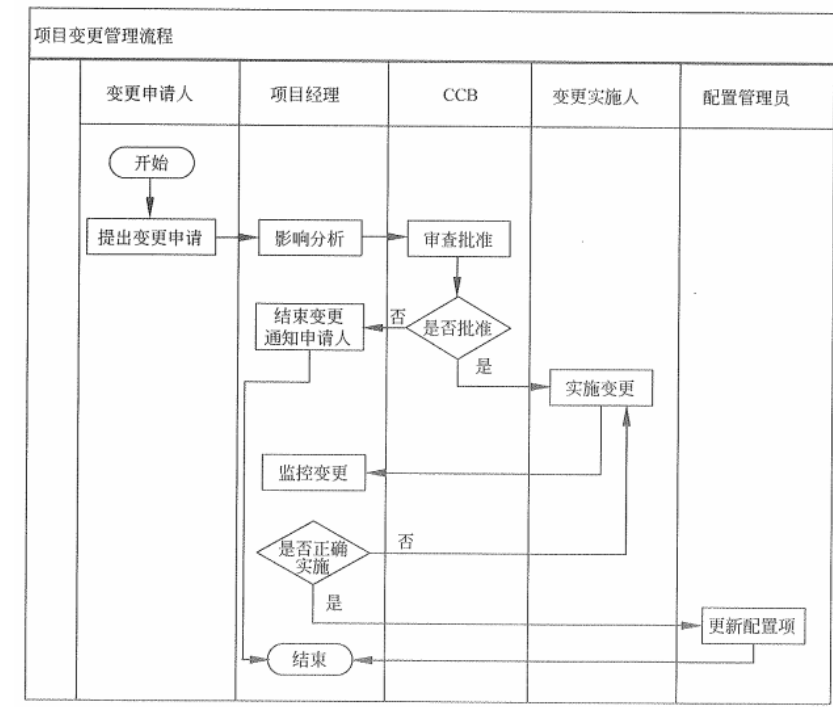 项目变更管理流程
变更申请人
项目经理
CCB
变更实施人
配置管理员
开始
提出变更申请
影响分析
审查批准
结束变更
通知申请人
否
是否批准
是
实施变更
监控变更
是否正确
实施
否
是
更新配置项
结束